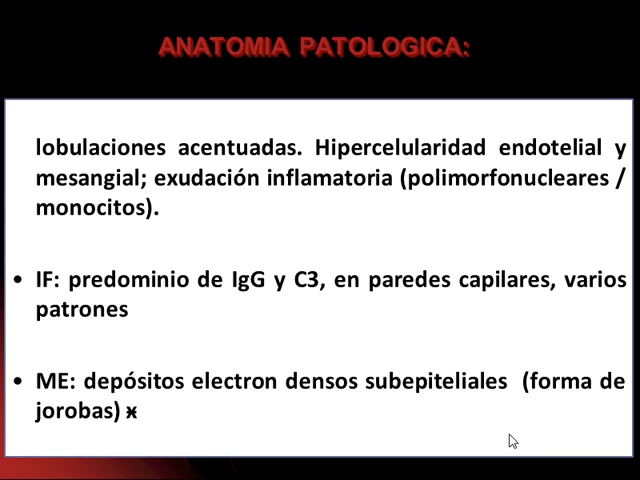 ANATOMIA PATOLOGICA:
lobulaciones acentuadas. Hipercelularidad endotelial y
mesangial; exudación inflamatoria (polimorfonucleares /
monocitos).
• IF: predominio de IgG y C3, en paredes capilares, varios
patrones
• ME: depósitos electron densos subepiteliales (forma de
jorobas)